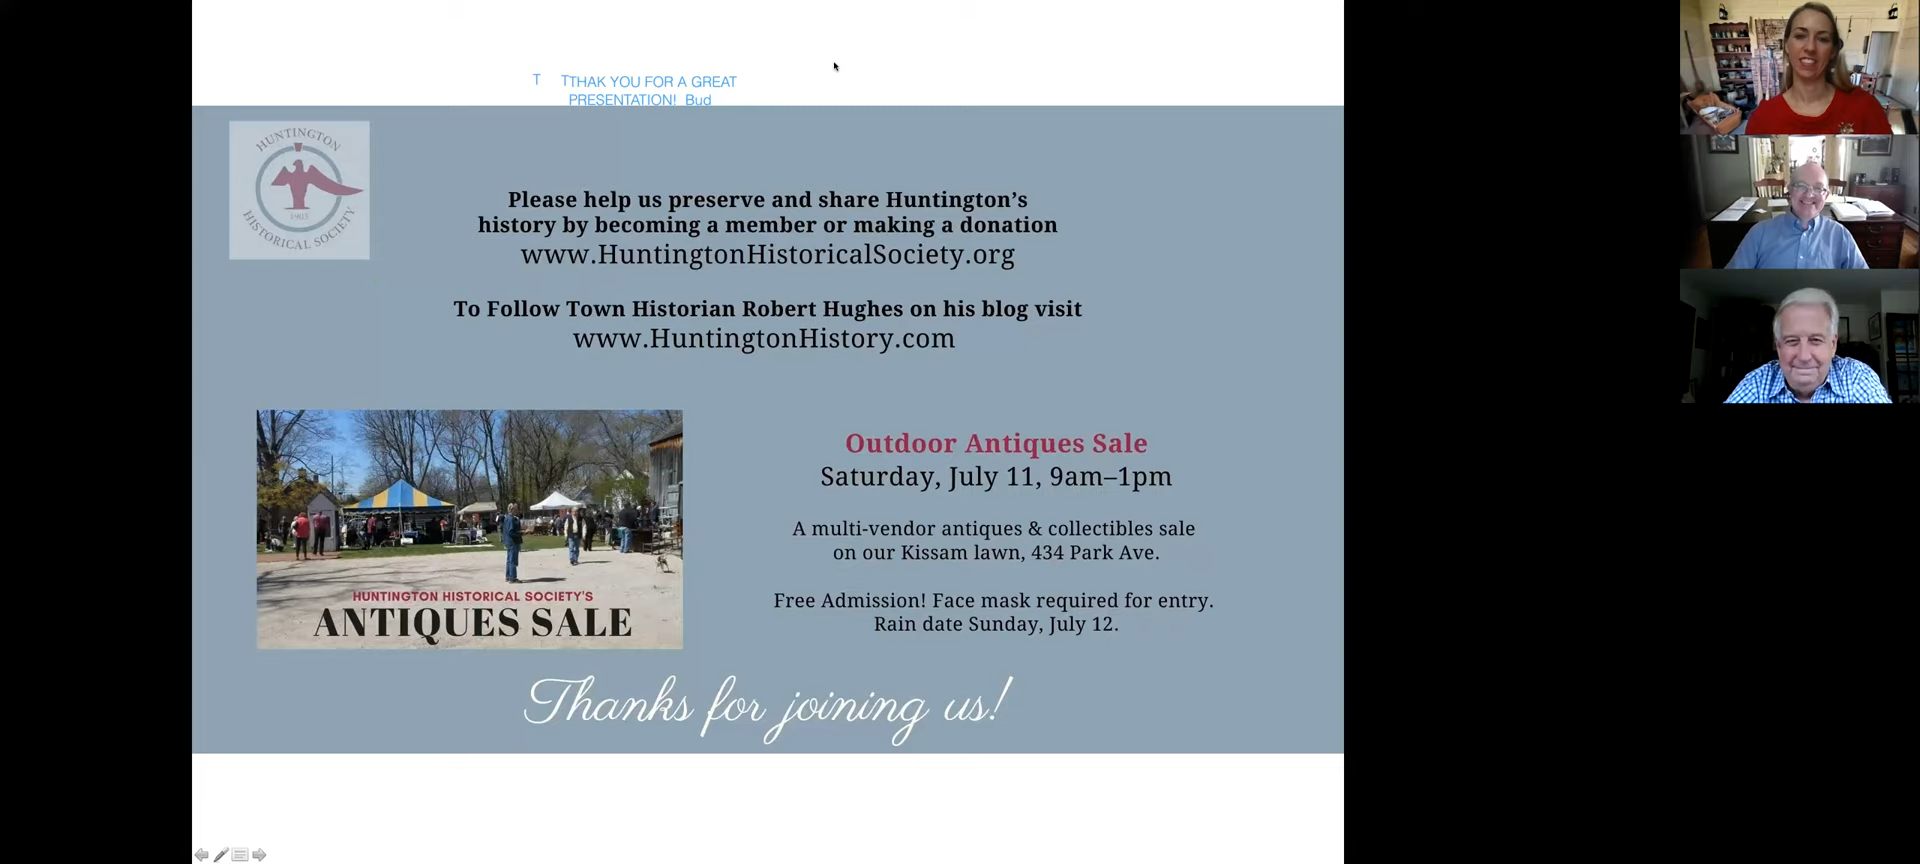 T TTHAK YOU FOR A GREAT
PRESENTATION! Bud
HUNTINGTON
1903
HISTORICAL SOCIETY
Please help us preserve and share Huntington’s
history by becoming a member or making a donation
www.HuntingtonHistoricalSociety.org
To Follow Town Historian Robert Hughes on his blog visit
www.HuntingtonHistory.com
HUNTINGTON HISTORICAL SOCIETY'S
ANTIQUES SALE
Outdoor Antiques Sale
Saturday, July 11, 9am–1pm
A multi-vendor antiques & collectibles sale
on our Kissam lawn, 434 Park Ave.
Free Admission! Face mask required for entry.
Rain date Sunday, July 12.
Thanks for joining us!